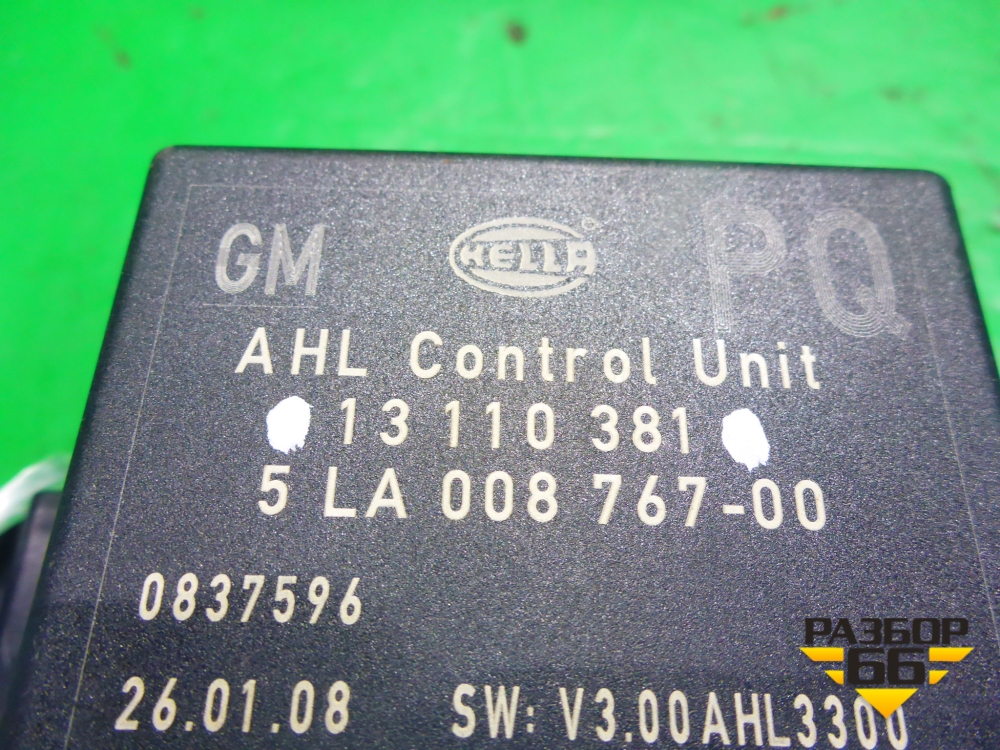 GM HELLA PQ
AHL Control Unit
13 110 381
5 LA 008 767-00
0837596
26.01.08 SW: V3.00AHL3300
РАЗБОР
66